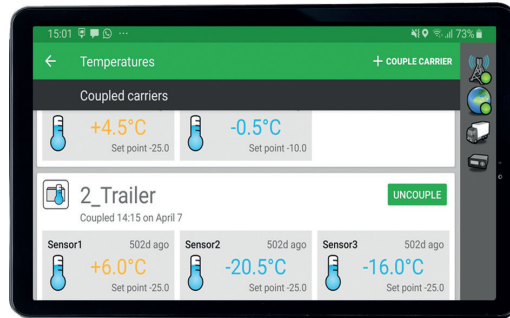 15:01 73%
← Temperatures + COUPLE CARRIER
Coupled carriers
+4.5°C -0.5°C
Set point -25.0 Set point -10.0
2_Trailer UNCOUPLE
Coupled 14:15 on April 7
Sensor1 502d ago Sensor2 502d ago Sensor3 502d ago
+6.0°C -20.5°C -16.0°C
Set point -25.0 Set point -25.0 Set point -25.0